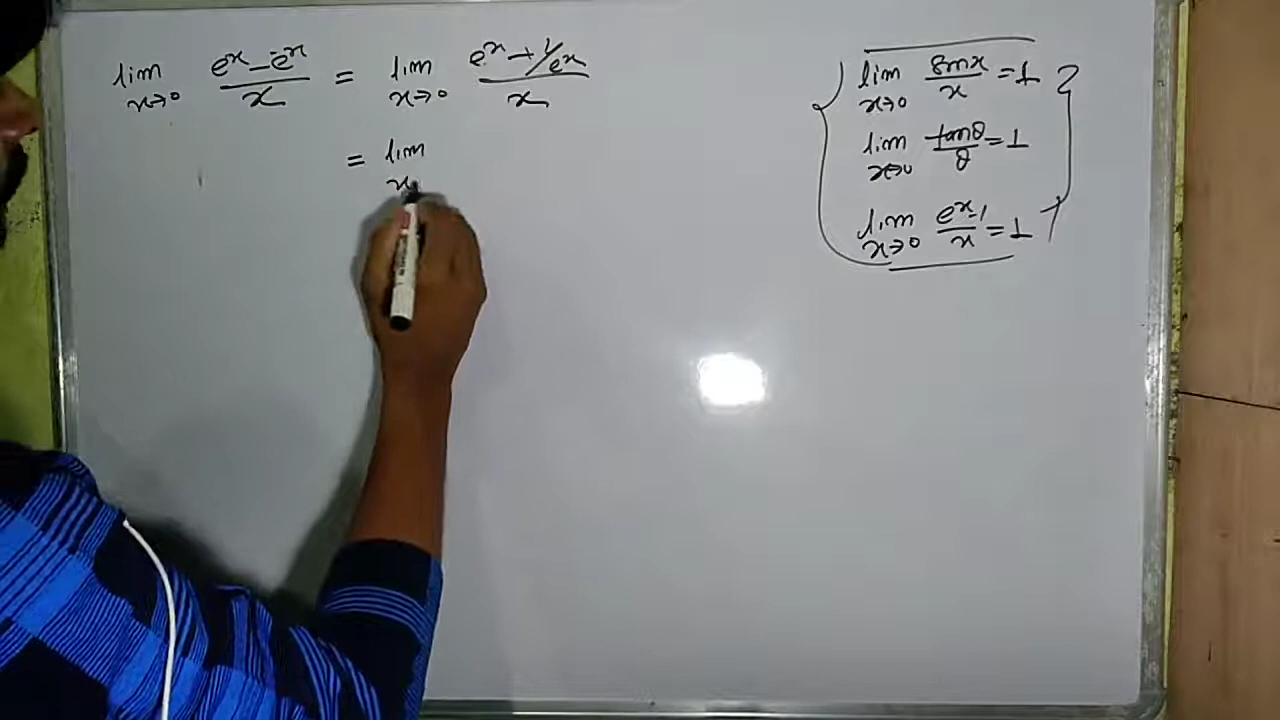 lim x→0 (e^x - e^-x)/x = lim x→0 (e^x + 1/e^x)/x
= lim x
lim x→0 sinx/x = 1
lim x→0 tanθ/θ = 1
lim x→0 (e^x-1)/x = 1